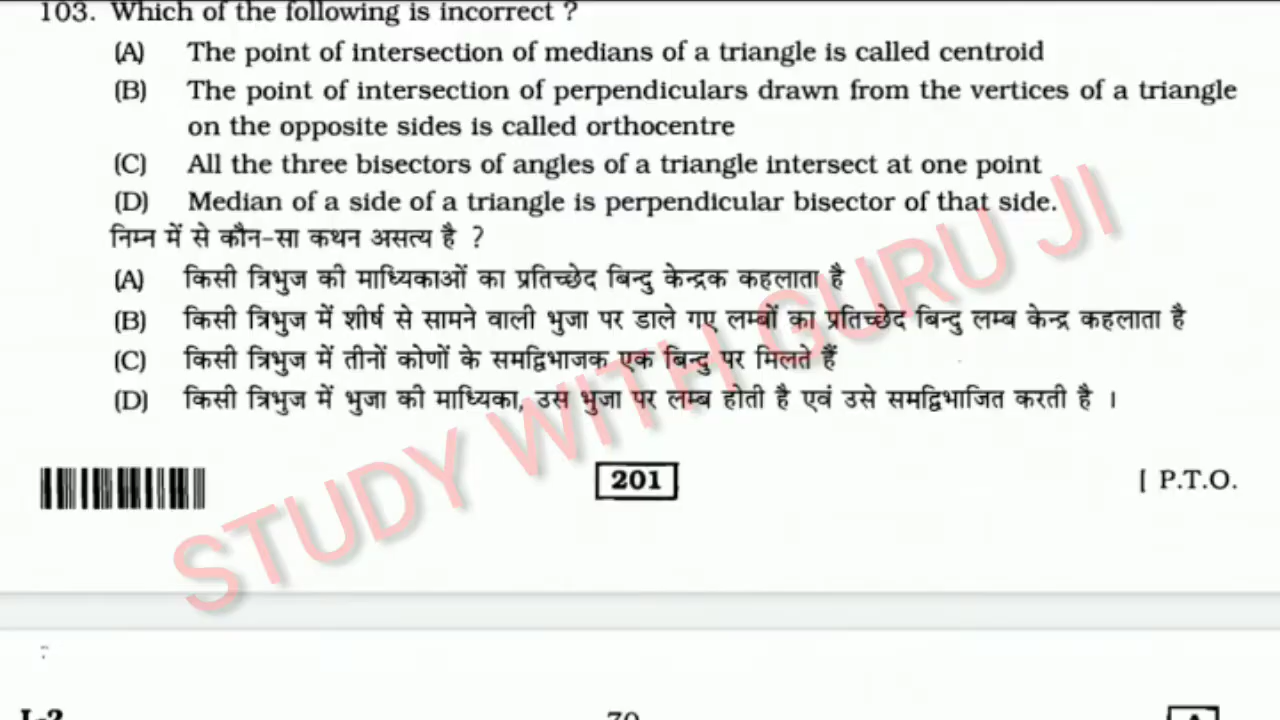 103. Which of the following is incorrect ?
(A) The point of intersection of medians of a triangle is called centroid
(B) The point of intersection of perpendiculars drawn from the vertices of a triangle
on the opposite sides is called orthocentre
(C) All the three bisectors of angles of a triangle intersect at one point
(D) Median of a side of a triangle is perpendicular bisector of that side.
निम्न में से कौन-सा कथन असत्य है ?
(A) किसी त्रिभुज की माध्यिकाओं का प्रतिच्छेद बिन्दु केन्द्रक कहलाता है
(B) किसी त्रिभुज में शीर्ष से सामने वाली भुजा पर डाले गए लम्बों का प्रतिच्छेद बिन्दु लम्ब केन्द्र कहलाता है
(C) किसी त्रिभुज में तीनों कोणों के समद्विभाजक एक बिन्दु पर मिलते हैं
(D) किसी त्रिभुज में भुजा की माध्यिका, उस भुजा पर लम्ब होती है एवं उसे समद्विभाजित करती है ।
STUDY WITH GURU JI
201
[ P.T.O.